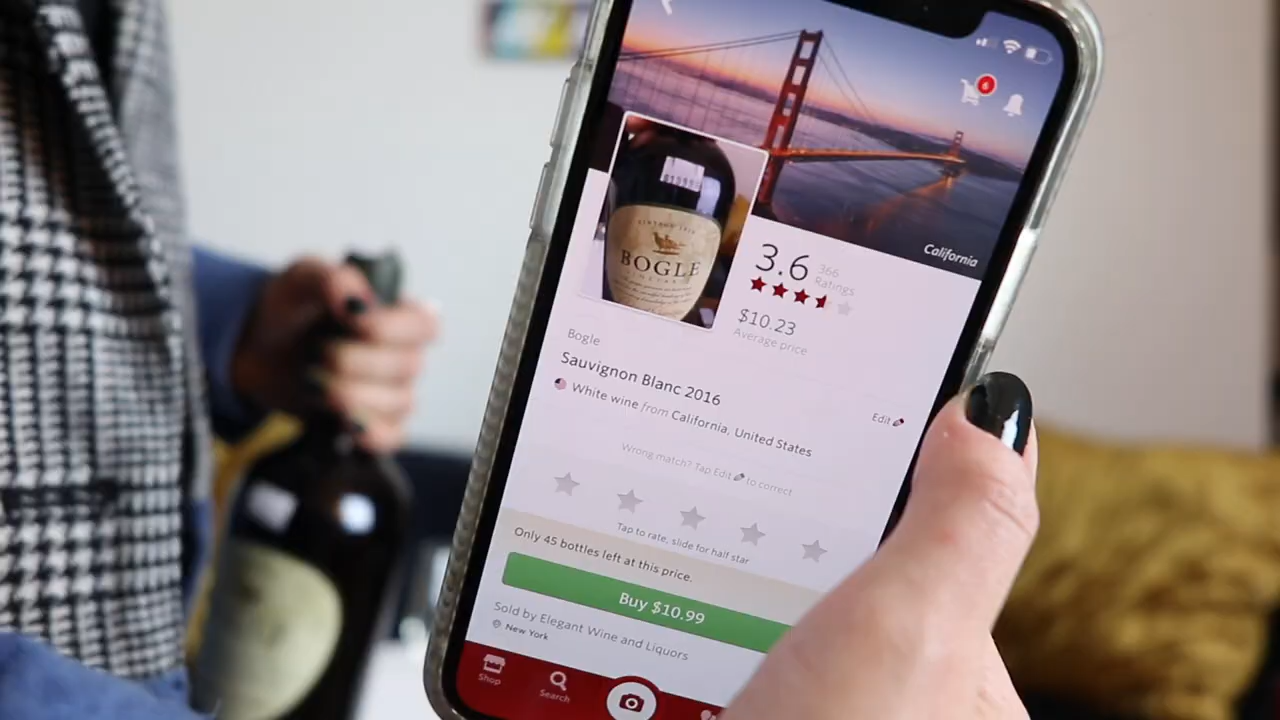 6
California
BOGLE
3.6
366
Ratings
$10.23
Average price
Bogle
Sauvignon Blanc 2016
Edit
White wine from California, United States
Wrong match? Tap Edit to correct
Tap to rate, slide for half star
Only 45 bottles left at this price.
Buy $10.99
Sold by Elegant Wine and Liquors
New York
Shop
Search